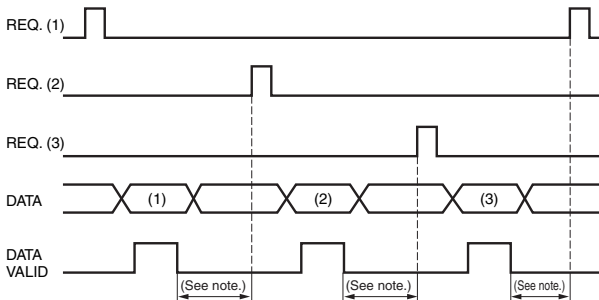 REQ. (1)
REQ. (2)
REQ. (3)
DATA
(1)
(2)
(3)
DATA
VALID
(See note.)
(See note.)
(See note.)